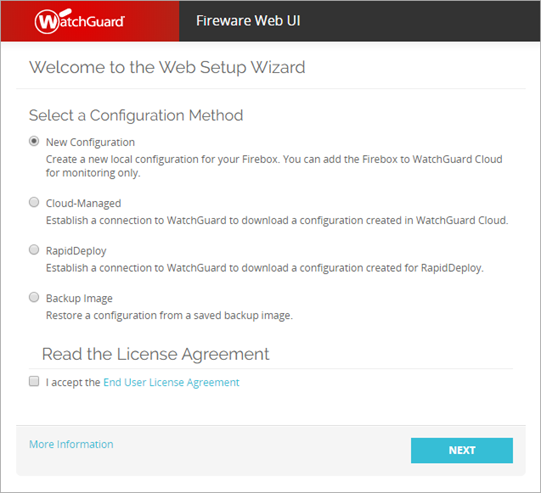 WatchGuard
Fireware Web UI
Welcome to the Web Setup Wizard
Select a Configuration Method
New Configuration
Create a new local configuration for your Firebox. You can add the Firebox to WatchGuard Cloud
for monitoring only.
Cloud-Managed
Establish a connection to WatchGuard to download a configuration created in WatchGuard Cloud.
RapidDeploy
Establish a connection to WatchGuard to download a configuration created for RapidDeploy.
Backup Image
Restore a configuration from a saved backup image.
Read the License Agreement
I accept the End User License Agreement
More Information
NEXT